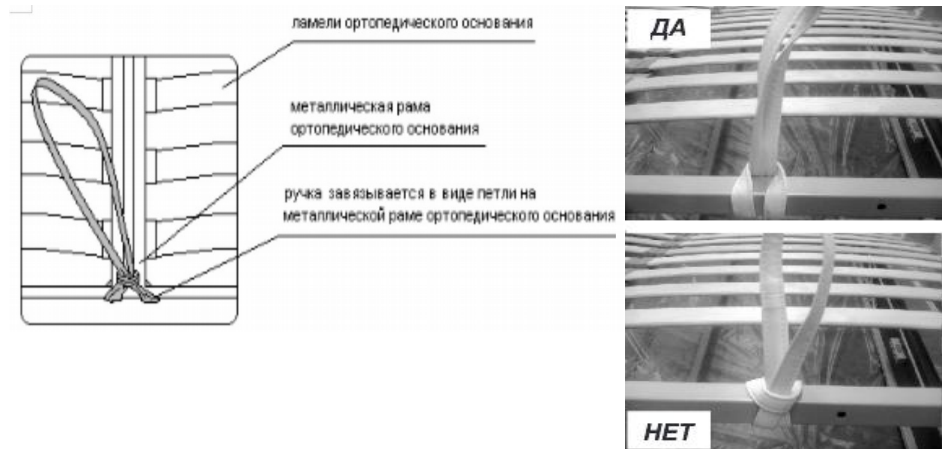 ламели ортопедического основания
металлическая рама
ортопедического основания
ручка завязывается в виде петли на
металлической раме ортопедического основания
ДА
НЕТ